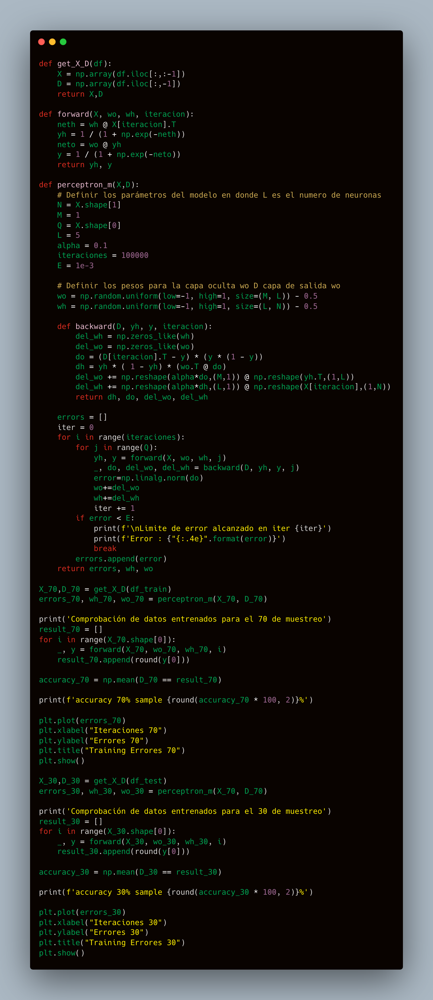 def get_X_D(df):
    X = np.array(df.iloc[:,:-1])
    D = np.array(df.iloc[:,-1])
    return X,D

def forward(X, wo, wh, iteracion):
    neth = wh @ X[iteracion].T
    yh = 1 / (1 + np.exp(-neth))
    neto = wo @ yh
    y = 1 / (1 + np.exp(-neto))
    return yh, y

def perceptron_m(X,D):
    # Definir los parámetros del modelo en donde L es el numero de neuronas
    N = X.shape[1]
    M = 1
    Q = X.shape[0]
    L = 5
    alpha = 0.1
    iteraciones = 100000
    E = 1e-3

    # Definir los pesos para la capa oculta wo D capa de salida wo
    wo = np.random.uniform(low=-1, high=1, size=(M, L)) - 0.5
    wh = np.random.uniform(low=-1, high=1, size=(L, N)) - 0.5

    def backward(D, yh, y, iteracion):
        del_wh = np.zeros_like(wh)
        del_wo = np.zeros_like(wo)
        do = (D[iteracion].T - y) * (y * (1 - y))
        dh = yh * ( 1 - yh) * (wo.T @ do)
        del_wo += np.reshape(alpha*do,(M,1)) @ np.reshape(yh.T,(1,L))
        del_wh += np.reshape(alpha*dh,(L,1)) @ np.reshape(X[iteracion],(1,N))
        return dh, do, del_wo, del_wh

    errors = []
    iter = 0
    for i in range(iteraciones):
        for j in range(Q):
            yh, y = forward(X, wo, wh, j)
            _, do, del_wo, del_wh = backward(D, yh, y, j)
            error=np.linalg.norm(do)
            wo+=del_wo
            wh+=del_wh
            iter += 1
        if error < E:
            print(f'\nLimite de error alcanzado en iter {iter}')
            print(f'Error : {"{:.4e}".format(error)}')
            break
        errors.append(error)
    return errors, wh, wo

X_70,D_70 = get_X_D(df_train)
errors_70, wh_70, wo_70 = perceptron_m(X_70, D_70)

print('Comprobación de datos entrenados para el 70 de muestreo')
result_70 = []
for i in range(X_70.shape[0]):
    _, y = forward(X_70, wo_70, wh_70, i)
    result_70.append(round(y[0]))

accuracy_70 = np.mean(D_70 == result_70)

print(f'accuracy 70% sample {round(accuracy_70 * 100, 2)}%')

plt.plot(errors_70)
plt.xlabel("Iteraciones 70")
plt.ylabel("Errores 70")
plt.title("Training Errores 70")
plt.show()

X_30,D_30 = get_X_D(df_test)
errors_30, wh_30, wo_30 = perceptron_m(X_70, D_70)

print('Comprobación de datos entrenados para el 30 de muestreo')
result_30 = []
for i in range(X_30.shape[0]):
    _, y = forward(X_30, wo_30, wh_30, i)
    result_30.append(round(y[0]))

accuracy_30 = np.mean(D_30 == result_30)

print(f'accuracy 30% sample {round(accuracy_30 * 100, 2)}%')

plt.plot(errors_30)
plt.xlabel("Iteraciones 30")
plt.ylabel("Errores 30")
plt.title("Training Errores 30")
plt.show()